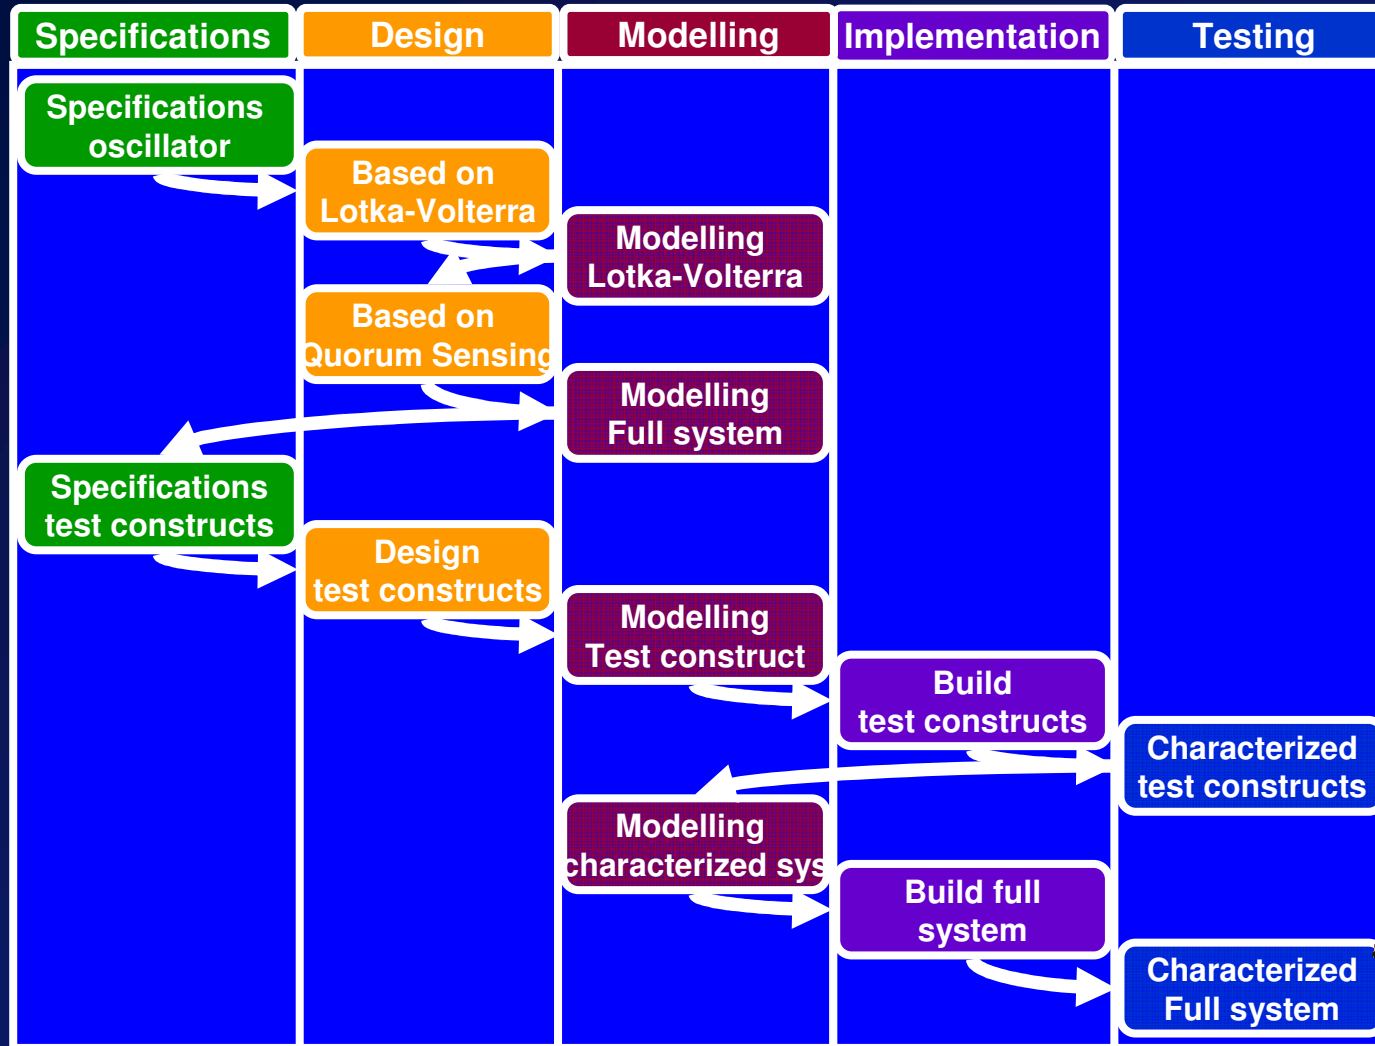 Specifications
Design
Modelling
Implementation
Testing
Specifications
oscillator
Based on
Lotka-Volterra
Modelling
Lotka-Volterra
Based on
Quorum Sensing
Modelling
Full system
Specifications
test constructs
Design
test constructs
Modelling
Test construct
Build
test constructs
Characterized
test constructs
Modelling
characterized sys
Build full
system
Characterized
Full system